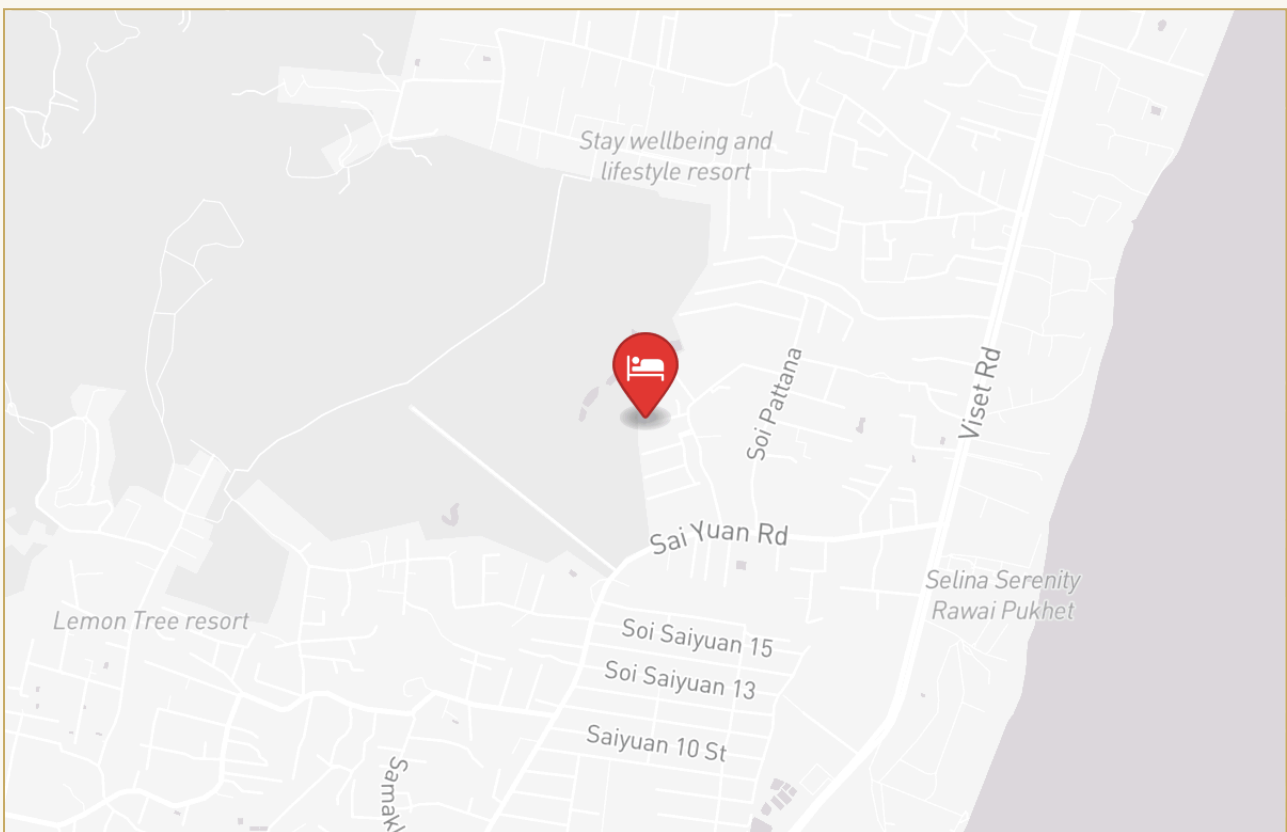 Stay wellbeing and
lifestyle resort
Soi Pattana
Viset Rd
Sai Yuan Rd
Selina Serenity
Rawai Pukhet
Lemon Tree resort
Soi Saiyuan 15
Soi Saiyuan 13
Saiyuan 10 St